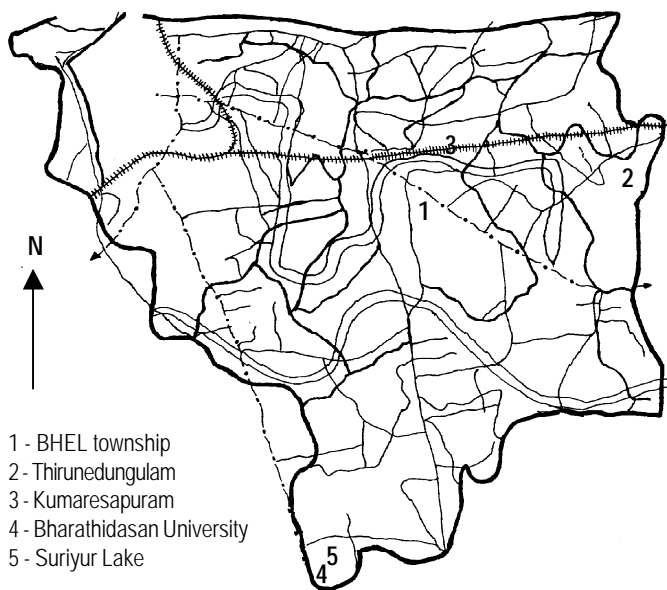 3
2
1
N
1 - BHEL township
2 - Thirunedungulam
3 - Kumaresapuram
4 - Bharathidasan University
5 - Suriyur Lake
5
4